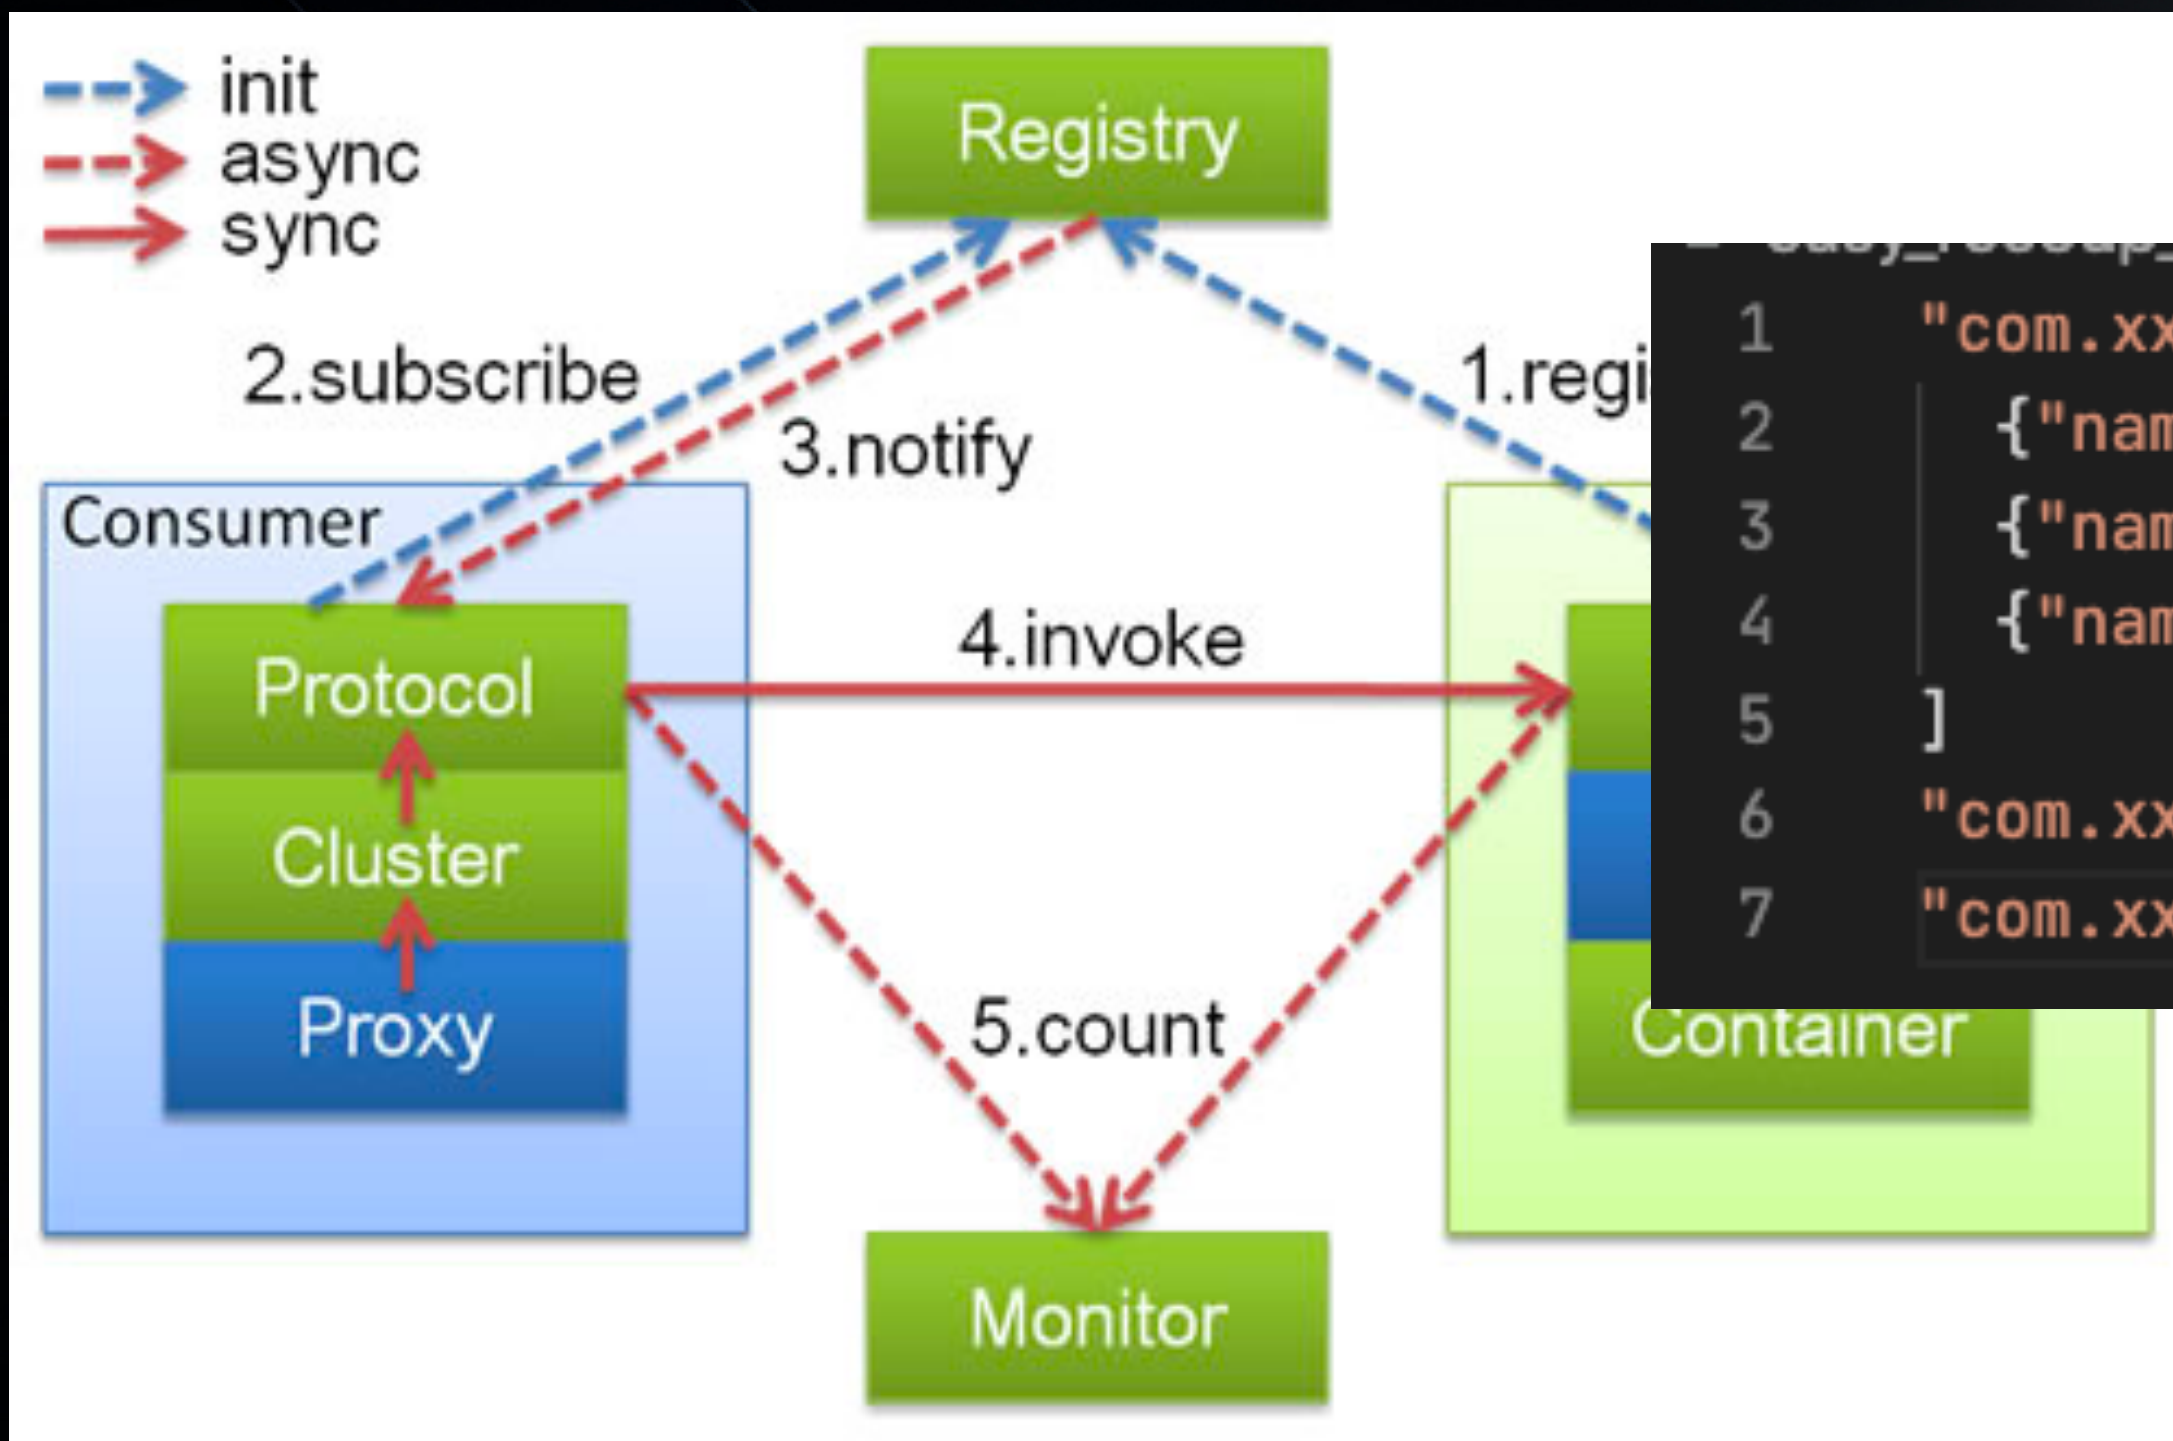 init
async
sync
Registry
2.subscribe
3.notify
Consumer
Protocol
Cluster
Proxy
4.invoke
5.count
Monitor
Container
1.regi
1 "com.xx
2 {"nam
3 {"nam
4 {"nam
5 ]
6 "com.xx
7 "com.xx